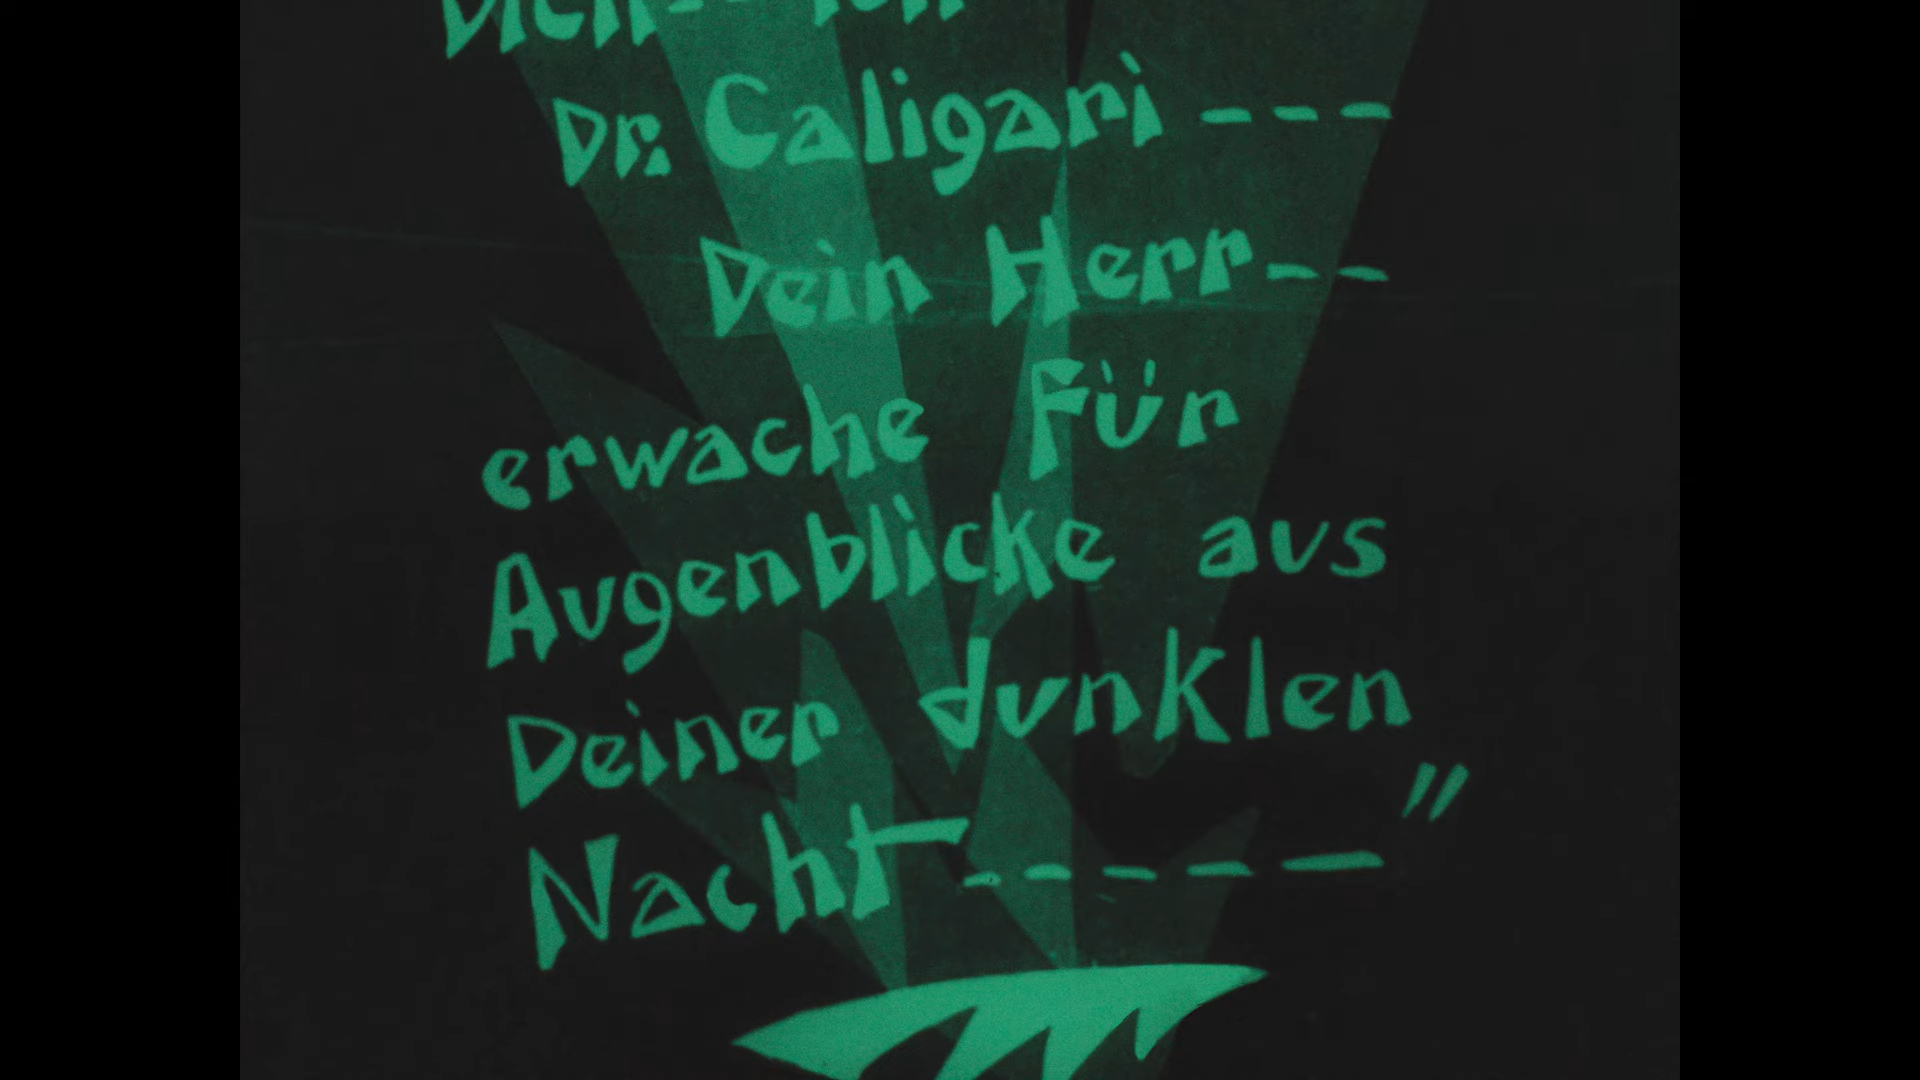 Dr. Caligari ---
Dein Herr--
erwache Für
Augenblicke aus
Deiner dunklen
Nacht-----"